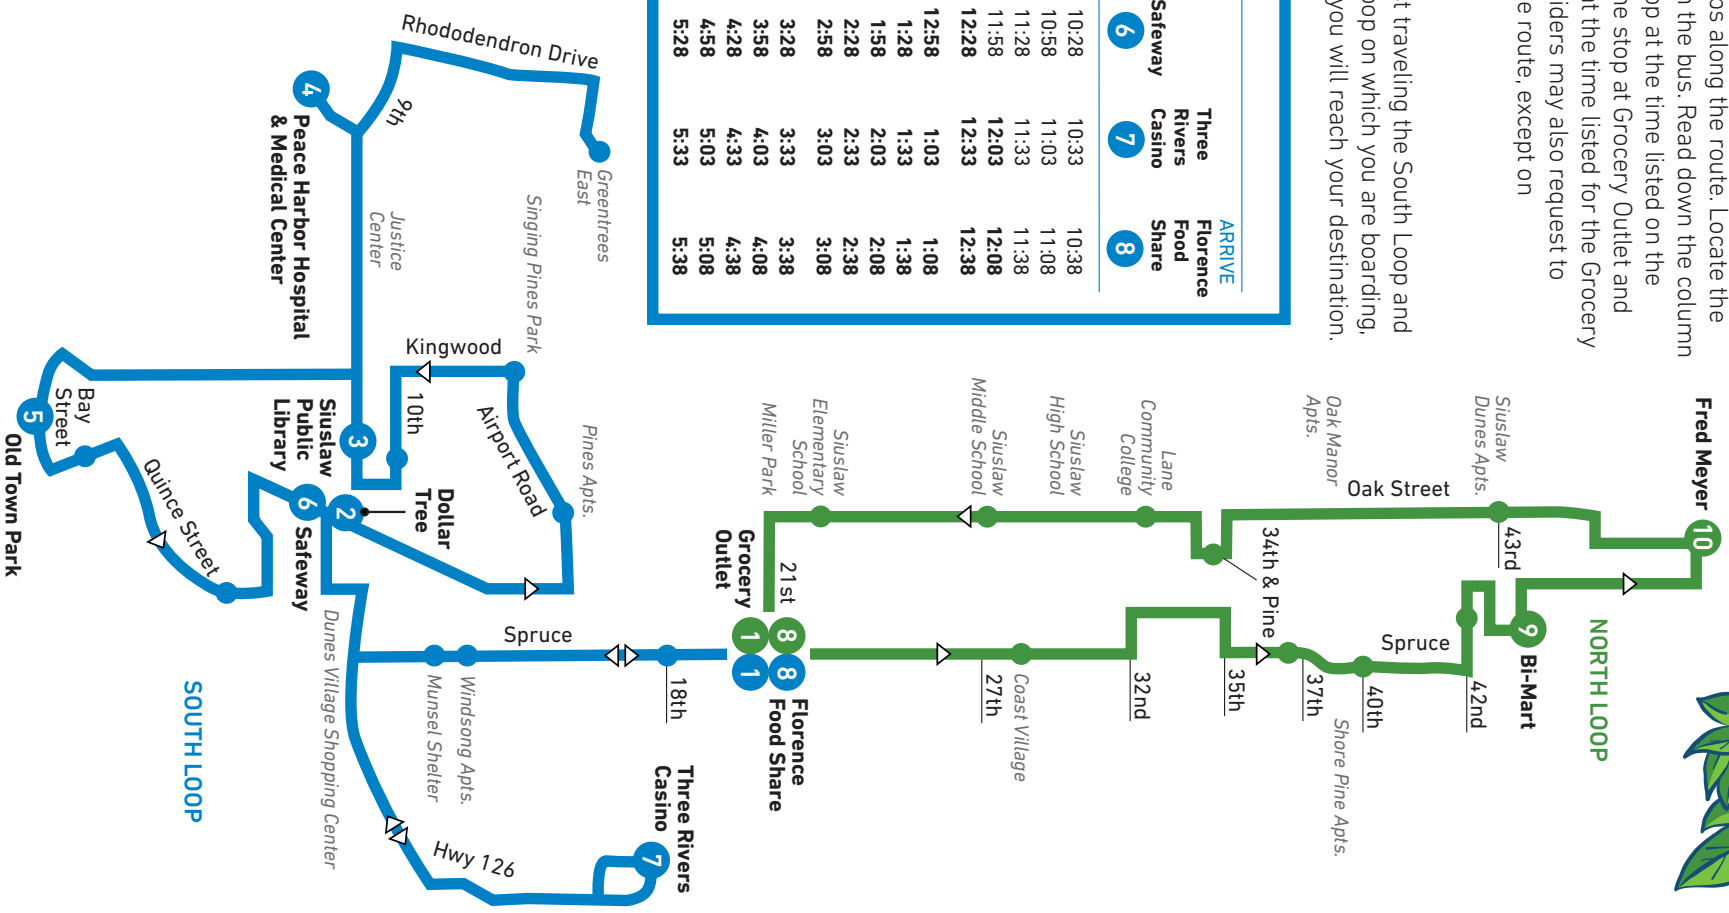 along the route. Locate the
the bus. Read down the column
at the time listed on the
stop at Grocery Outlet and
at the time listed for the Grocery
riders may also request to
route, except on
traveling the South Loop and
on which you are boarding,
you will reach your destination.
ARRIVE
Safeway
Three
Rivers
Casino
Florence
Food
Share
6 7 8
10:28 10:33 10:38
10:58 11:03 11:08
11:28 11:33 11:38
11:58 12:03 12:08
12:28 12:33 12:38
12:58 1:03 1:08
1:28 1:33 1:38
1:58 2:03 2:08
2:28 2:33 2:38
2:58 3:03 3:08
3:28 3:33 3:38
3:58 4:03 4:08
4:28 4:33 4:38
4:58 5:03 5:08
5:28 5:33 5:38
Fred Meyer
10
NORTH LOOP
Siuslaw
Dunes Apts.
43rd
9
Bi-Mart
Oak Street
Spruce
42nd
Oak Manor
Apts.
40th
Shore Pine Apts.
37th
34th & Pine
35th
Lane
Community
College
32nd
Siuslaw
High School
Coast Village
Siuslaw
Middle School
27th
Siuslaw
Elementary
School
Miller Park
21st
Grocery
Outlet
8
8
1
1
Florence
Food Share
18th
Three Rivers
Casino
7
Spruce
Windsong Apts.
Munsel Shelter
Hwy 126
Dunes Village Shopping Center
Rhododendron Drive
Greentrees
East
Pines Apts.
Singing Pines Park
Airport Road
Kingwood
9th
10th
Justice
Center
4
Peace Harbor Hospital
& Medical Center
Dollar
Tree
3
2
Siuslaw
Public
Library
6
Safeway
SOUTH LOOP
Quince Street
Bay
Street
5
Old Town Park